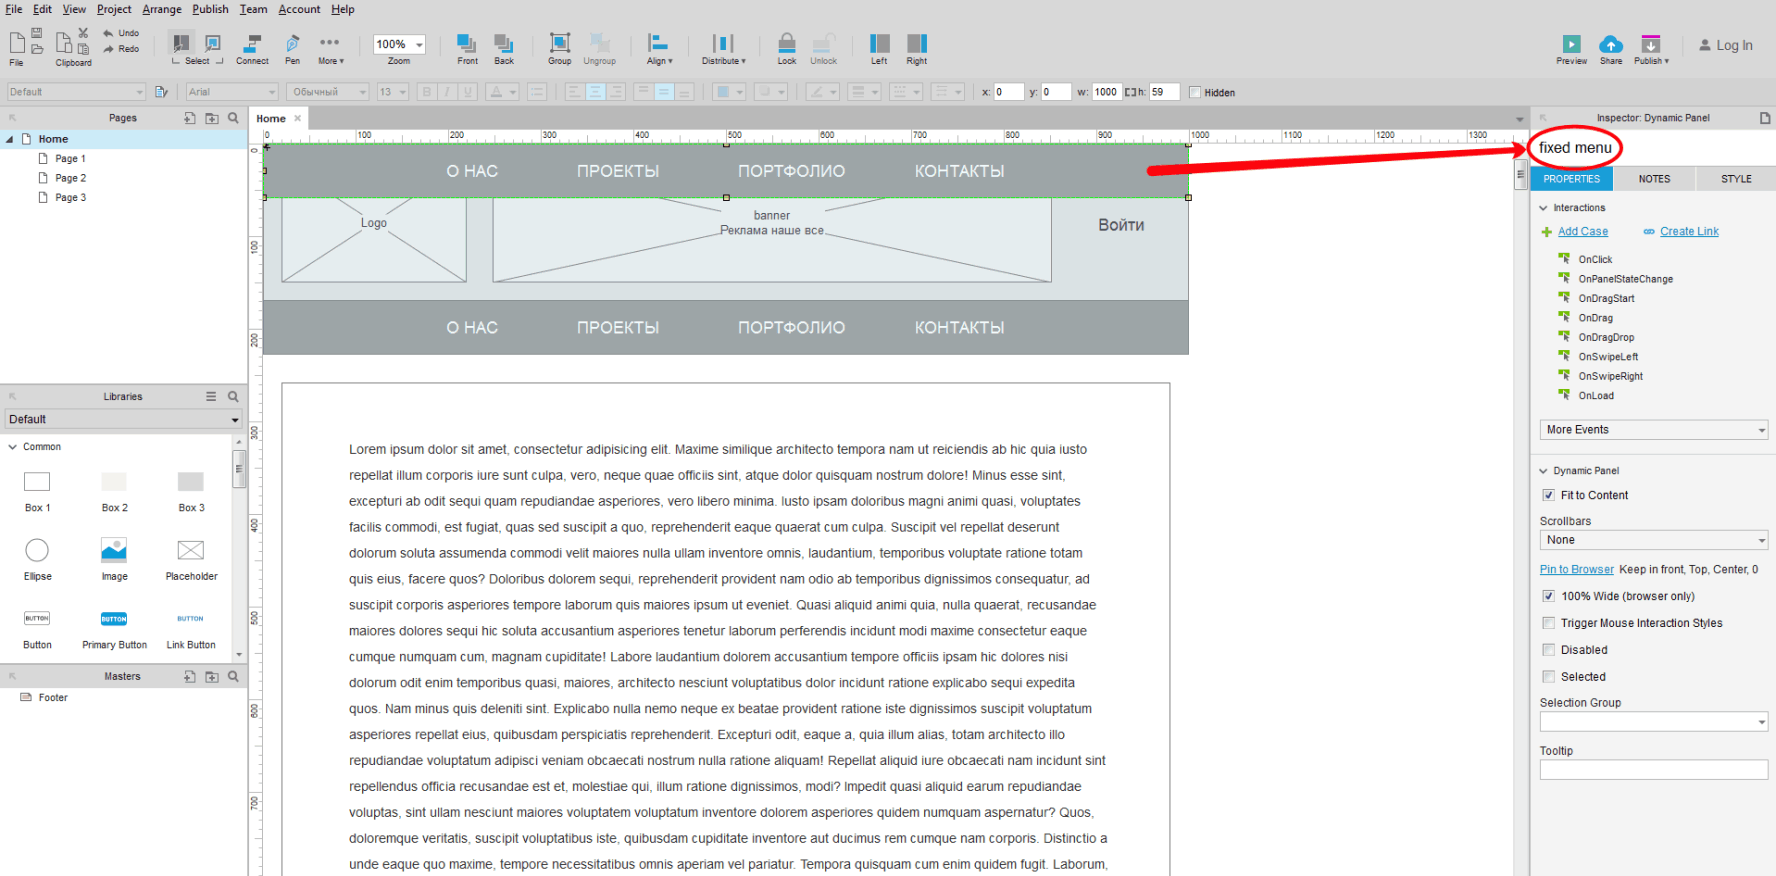 File Edit View Project Arrange Publish Team Account Help
Undo
Redo
File Clipboard Select Connect Pen More ▾ 100% Zoom Front Back Group Ungroup Align ▾ Distribute ▾ Lock Unlock Left Right Preview Share Publish ▾ Log In
Default Arial Обычный 13 B I U A x: 0 y: 0 w: 1000 h: 59 Hidden
Pages
Home
Page 1
Page 2
Page 3
Libraries
Default
Common
Box 1 Box 2 Box 3
Ellipse Image Placeholder
BUTTON BUTTON BUTTON
Button Primary Button Link Button
Masters
Footer
Home
0 100 200 300 400 500 600 700 800 900 1000 1100 1200 1300
0
100
200
300
400
500
600
700
О НАС ПРОЕКТЫ ПОРТФОЛИО КОНТАКТЫ
Logo
banner
Реклама наше все
Войти
О НАС ПРОЕКТЫ ПОРТФОЛИО КОНТАКТЫ
Lorem ipsum dolor sit amet, consectetur adipisicing elit. Maxime similique architecto tempora nam ut reiciendis ab hic quia iusto
repellat illum corporis iure sunt culpa, vero, neque quae officiis sint, atque dolor quisquam nostrum dolore! Minus esse sint,
excepturi ab odit sequi quam repudiandae asperiores, vero libero minima. Iusto ipsam doloribus magni animi quasi, voluptates
facilis commodi, est fugiat, quas sed suscipit a quo, reprehenderit eaque quaerat cum culpa. Suscipit vel repellat deserunt
dolorum soluta assumenda commodi velit maiores nulla ullam inventore omnis, laudantium, temporibus voluptate ratione totam
quis eius, facere quos? Doloribus dolorem sequi, reprehenderit provident nam odio ab temporibus dignissimos consequatur, ad
suscipit corporis asperiores tempore laborum quis maiores ipsum ut eveniet. Quasi aliquid animi quia, nulla quaerat, recusandae
maiores dolores sequi hic soluta accusantium asperiores tenetur laborum perferendis incidunt modi maxime consectetur eaque
cumque numquam cum, magnam cupiditate! Labore laudantium dolorem accusantium tempore officiis ipsam hic dolores nisi
dolorum odit enim temporibus quasi, maiores, architecto nesciunt voluptatibus dolor incidunt ratione explicabo sequi expedita
quos. Nam minus quis deleniti sint. Explicabo nulla nemo neque ex beatae provident ratione iste dignissimos suscipit voluptatum
asperiores repellat eius, quibusdam perspiciatis reprehenderit. Excepturi odit, eaque a, quia illum alias, totam architecto illo
repudiandae voluptatum adipisci veniam obcaecati nostrum nulla ratione aliquam! Repellat aliquid iure obcaecati nam incidunt sint
repellendus officia recusandae est et, molestiae qui, illum ratione dignissimos, modi? Impedit quasi aliquid earum repudiandae
voluptas, sint ullam nesciunt maiores voluptatem voluptatum inventore dolorem asperiores quidem numquam aspernatur? Quos,
doloremque veritatis, suscipit voluptatibus iste, quibusdam cupiditate inventore aut ducimus rem cumque nam corporis. Distinctio a
unde eaque quo maxime, tempore necessitatibus omnis aperiam vel pariatur. Tempora quisquam cum enim quidem fugit. Laborum,
Inspector: Dynamic Panel
fixed menu
PROPERTIES NOTES STYLE
Interactions
Add Case Create Link
OnClick
OnPanelStateChange
OnDragStart
OnDrag
OnDragDrop
OnSwipeLeft
OnSwipeRight
OnLoad
More Events
Dynamic Panel
Fit to Content
Scrollbars
None
Pin to Browser Keep in front, Top, Center, 0
100% Wide (browser only)
Trigger Mouse Interaction Styles
Disabled
Selected
Selection Group
Tooltip